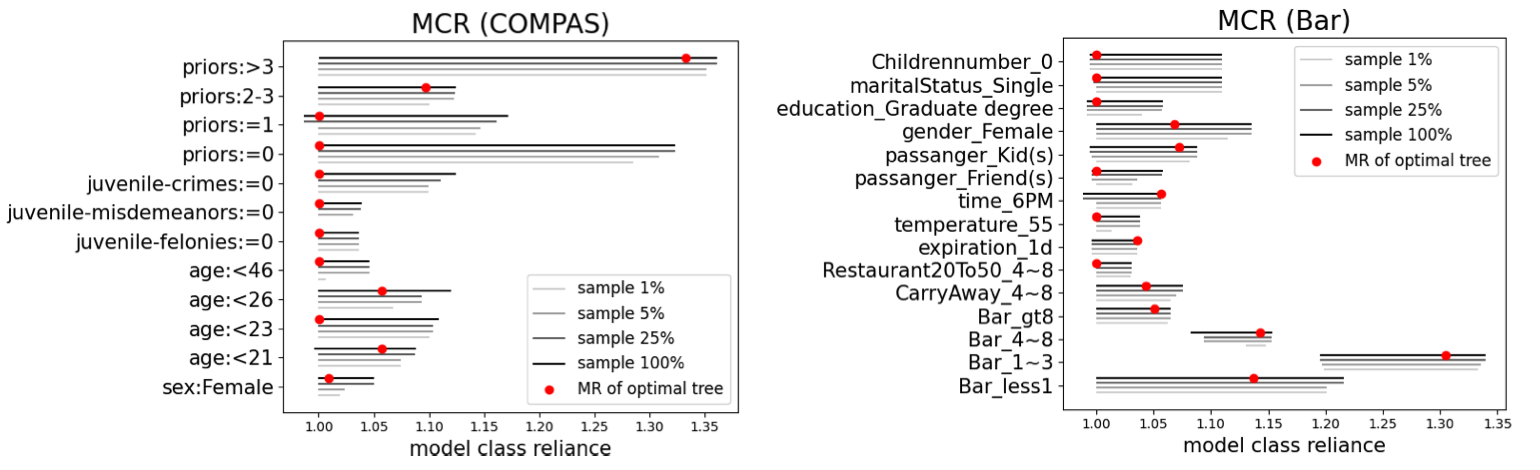 MCR (COMPAS)
priors:>3
priors:2-3
priors:=1
priors:=0
juvenile-crimes:=0
juvenile-misdemeanors:=0
juvenile-felonies:=0
age:<46
age:<26
age:<23
age:<21
sex:Female
sample 1%
sample 5%
sample 25%
sample 100%
MR of optimal tree
1.00 1.05 1.10 1.15 1.20 1.25 1.30 1.35
model class reliance
MCR (Bar)
Childrennumber_0
maritalStatus_Single
education_Graduate degree
gender_Female
passanger_Kid(s)
passanger_Friend(s)
time_6PM
temperature_55
expiration_1d
Restaurant20To50_4~8
CarryAway_4~8
Bar_gt8
Bar_4~8
Bar_1~3
Bar_less1
sample 1%
sample 5%
sample 25%
sample 100%
MR of optimal tree
1.00 1.05 1.10 1.15 1.20 1.25 1.30 1.35
model class reliance